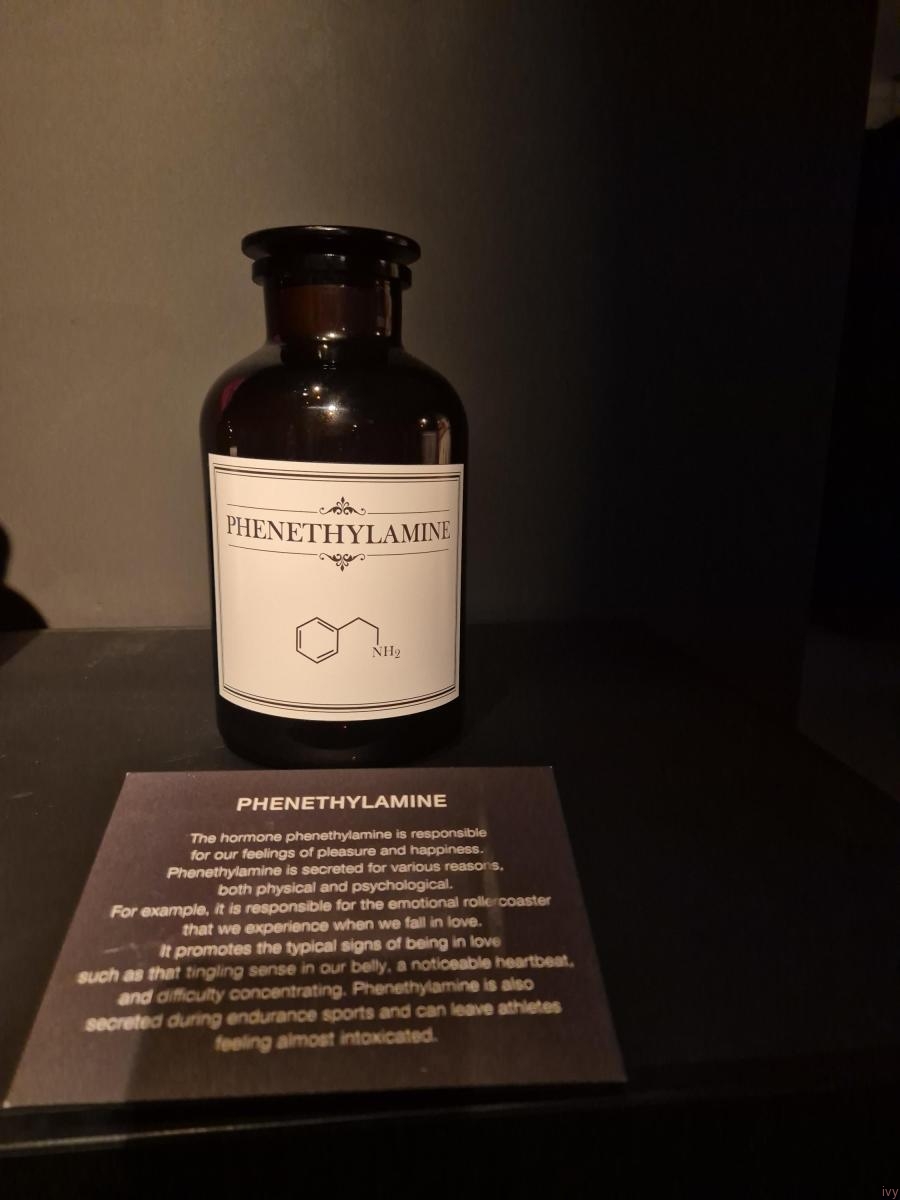 PHENETHYLAMINE
NH2
PHENETHYLAMINE
The hormone phenethylamine is responsible
for our feelings of pleasure and happiness.
Phenethylamine is secreted for various reasons,
both physical and psychological.
For example, it is responsible for the emotional rollercoaster
that we experience when we fall in love.
It promotes the typical signs of being in love
such as that tingling sense in our belly, a noticeable heartbeat,
and difficulty concentrating. Phenethylamine is also
secreted during endurance sports and can leave athletes
feeling almost intoxicated.
ivy